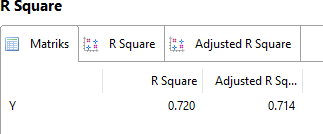 R Square
Matriks R Square Adjusted R Square
R Square Adjusted R Sq...
Y 0.720 0.714